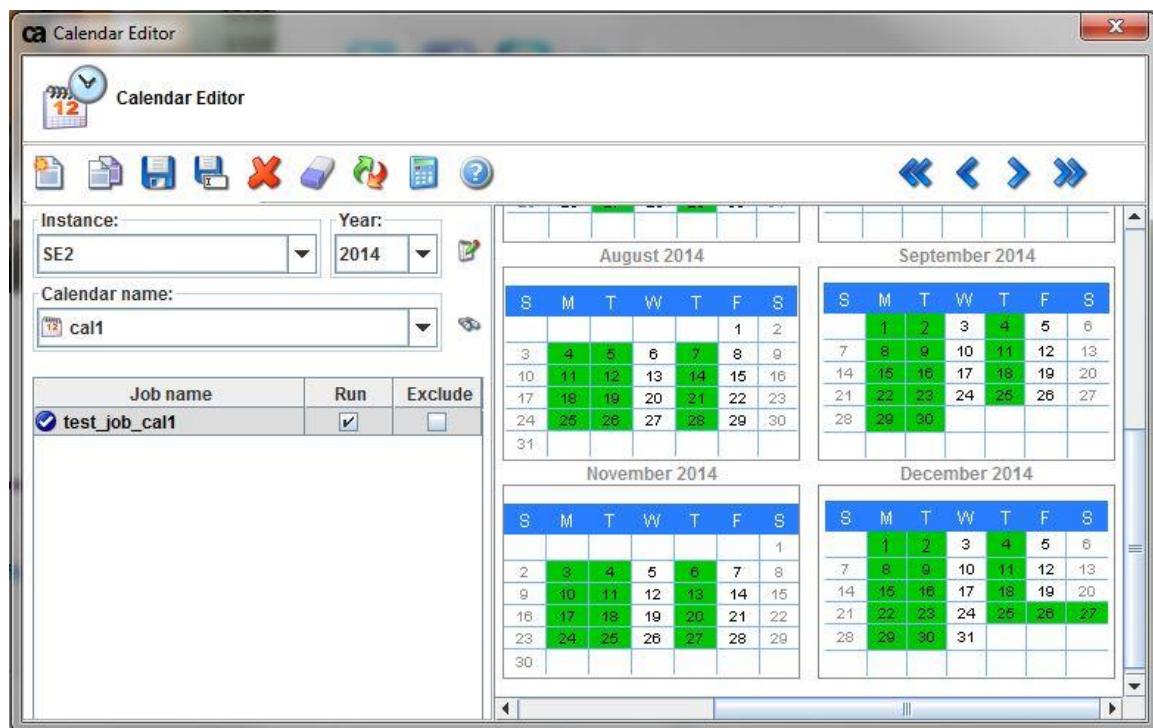 ca Calendar Editor
12
Calendar Editor
Instance:
Year:
SE2
2014
Calendar name:
12 cal1
Job name Run Exclude
test_job_cal1
August 2014
S M T W T F S
1 2
3 4 5 6 7 8 9
10 11 12 13 14 15 16
17 18 19 20 21 22 23
24 25 26 27 28 29 30
31
September 2014
S M T W T F S
1 2 3 4 5 6
7 8 9 10 11 12 13
14 15 16 17 18 19 20
21 22 23 24 25 26 27
28 29 30
November 2014
S M T W T F S
1
2 3 4 5 6 7 8
9 10 11 12 13 14 15
16 17 18 19 20 21 22
23 24 25 26 27 28 29
30
December 2014
S M T W T F S
1 2 3 4 5 6
7 8 9 10 11 12 13
14 15 16 17 18 19 20
21 22 23 24 25 26 27
28 29 30 31